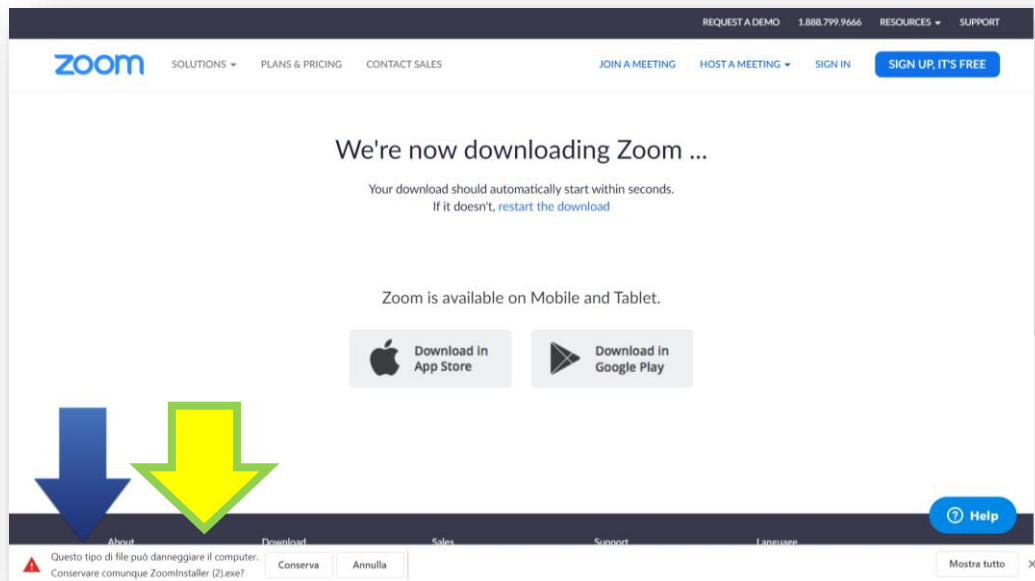 REQUEST A DEMO 1.888.799.9666 RESOURCES SUPPORT
zoom SOLUTIONS PLANS & PRICING CONTACT SALES JOIN A MEETING HOST A MEETING SIGN IN SIGN UP, IT'S FREE
We're now downloading Zoom ...
Your download should automatically start within seconds.
If it doesn't, restart the download
Zoom is available on Mobile and Tablet.
Download in
App Store
Download in
Google Play
Help
About Download Sales Support Language
Questo tipo di file può danneggiare il computer.
Conservare comunque ZoomInstaller (2).exe?
Conserva Annulla Mostra tutto